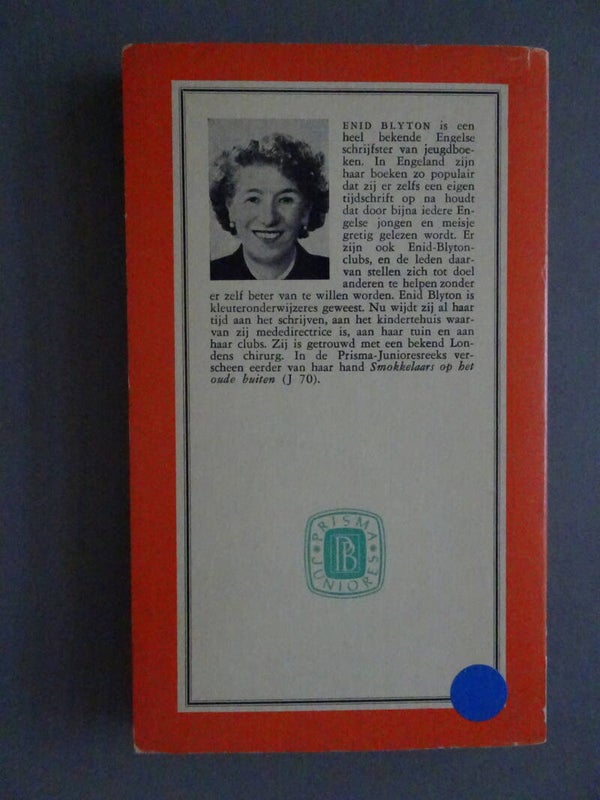 ENID BLYTON is een
heel bekende Engelse
schrijfster van jeugdboe-
ken. In Engeland zijn
haar boeken zo populair
dat zij er zelfs een eigen
tijdschrift op na houdt
dat door bijna iedere En-
gelse jongen en meisje
gretig gelezen wordt. Er
zijn ook Enid-Blyton-
clubs, en de leden daar-
van stellen zich tot doel
anderen te helpen zonder
er zelf beter van te willen worden. Enid Blyton is
kleuteronderwijzeres geweest. Nu wijdt zij al haar
tijd aan het schrijven, aan het kindertehuis waar-
van zij mededirectrice is, aan haar tuin en aan
haar clubs. Zij is getrouwd met een bekend Lon-
dens chirurg. In de Prisma-Junioresreeks ver-
scheen eerder van haar hand Smokkelaars op het
oude buiten (J 70).
PRISMA
PB
JUNIORES